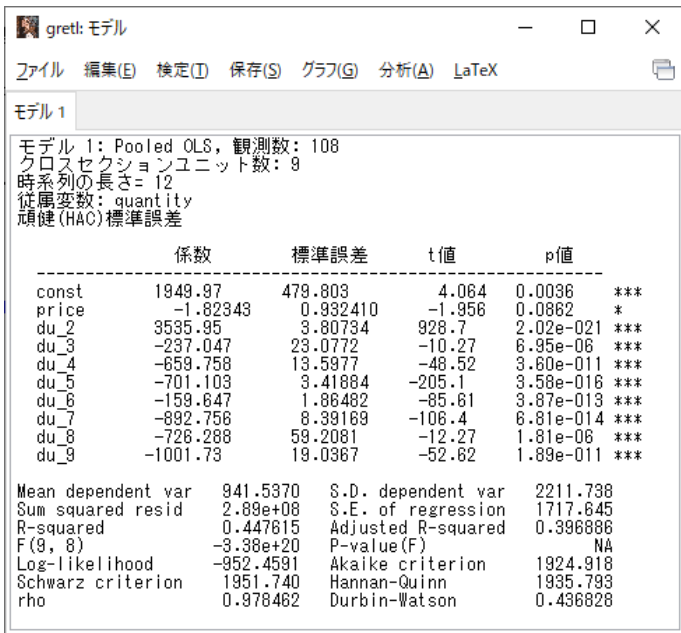 gretl: モデル
ファイル 編集(E) 検定(T) 保存(S) グラフ(G) 分析(A) LaTeX
モデル 1
モデル 1: Pooled OLS, 観測数: 108
クロスセクションユニット数: 9
時系列の長さ= 12
従属変数: quantity
頑健(HAC)標準誤差
係数 標準誤差 t値 p値
const 1949.97 479.803 4.064 0.0036 ***
price -1.82343 0.932410 -1.956 0.0862 *
du_2 3535.95 3.80734 928.7 2.02e-021 ***
du_3 -237.047 23.0772 -10.27 6.95e-06 ***
du_4 -659.758 13.5977 -48.52 3.60e-011 ***
du_5 -701.103 3.41884 -205.1 3.58e-016 ***
du_6 -159.647 1.86482 -85.61 3.87e-013 ***
du_7 -892.756 8.39169 -106.4 6.81e-014 ***
du_8 -726.288 59.2081 -12.27 1.81e-06 ***
du_9 -1001.73 19.0367 -52.62 1.89e-011 ***
Mean dependent var 941.5370 S.D. dependent var 2211.738
Sum squared resid 2.89e+08 S.E. of regression 1717.645
R-squared 0.447615 Adjusted R-squared 0.396886
F(9, 8) -3.38e+20 P-value(F) NA
Log-likelihood -952.4591 Akaike criterion 1924.918
Schwarz criterion 1951.740 Hannan-Quinn 1935.793
rho 0.978462 Durbin-Watson 0.436828